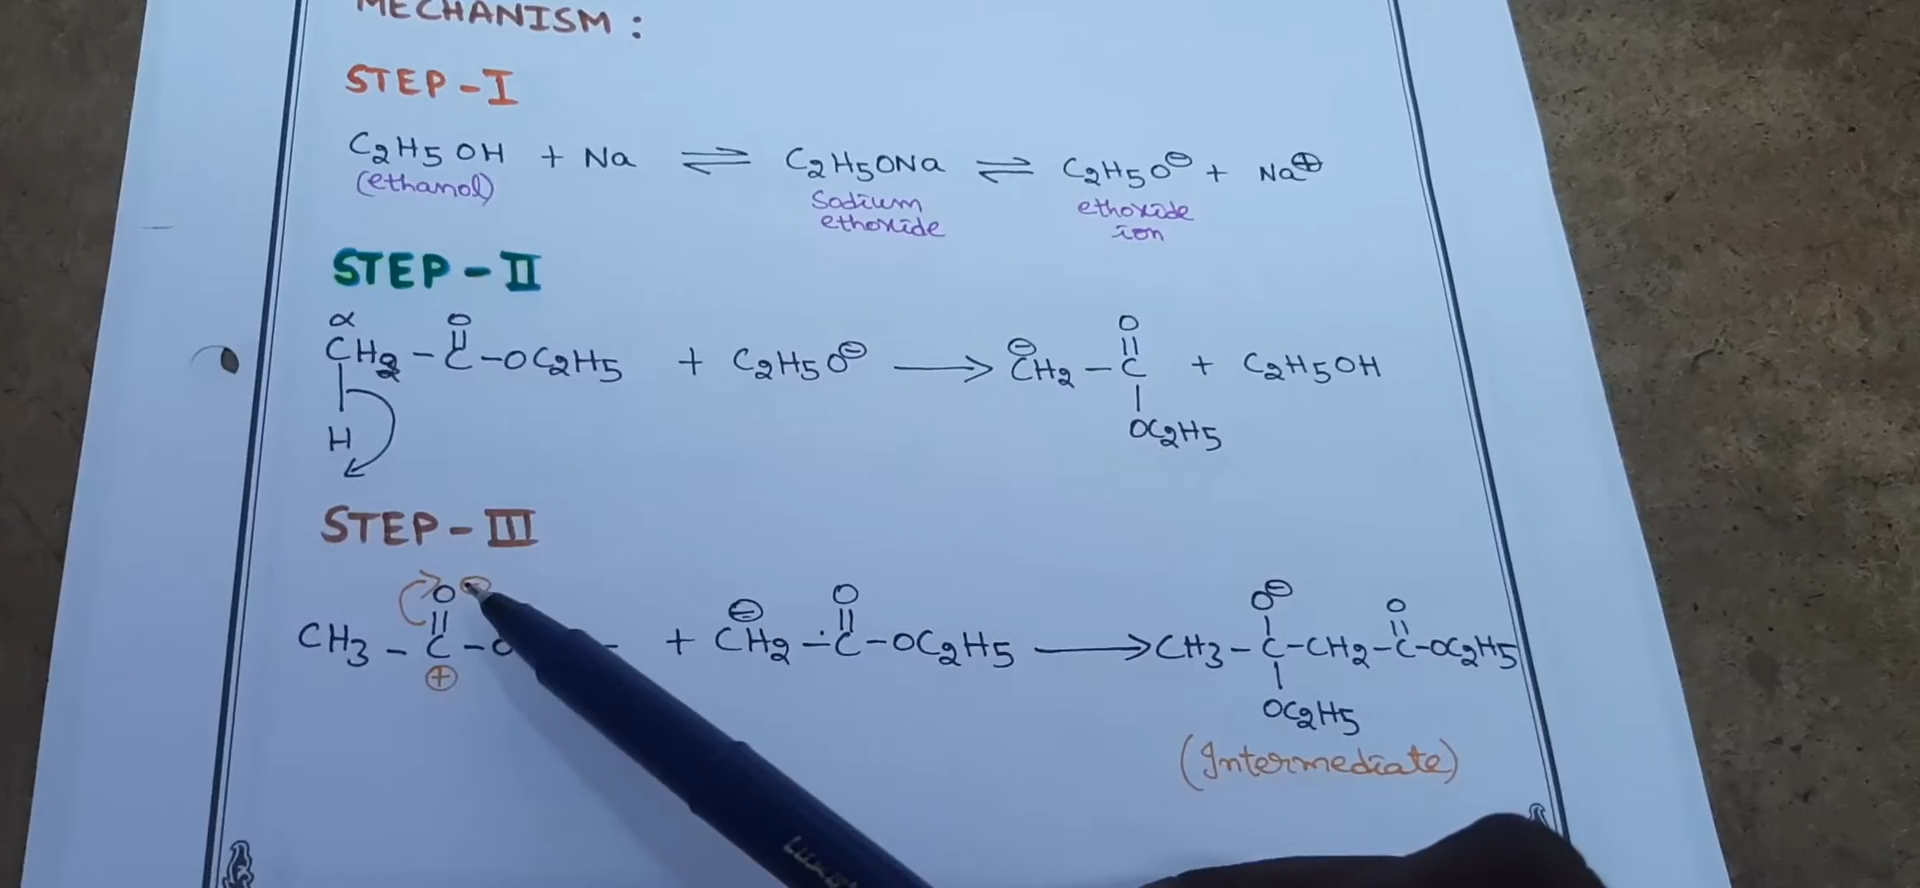 MECHANISM :
STEP-I
C2H5OH + Na ⇌ C2H5ONa ⇌ C2H5O⊖ + Na⊕
(ethanol) Sodium ethoxide ethoxide ion
STEP-II
α O O
CH2 - C - OC2H5 + C2H5O⊖ ⟶ ⊖CH2 - C + C2H5OH
H OC2H5
STEP-III
O⊖ O O⊖ O
CH3 - C - + ⊖CH2 - C - OC2H5 ⟶ CH3 - C - CH2 - C - OC2H5
⊕ OC2H5
(Intermediate)